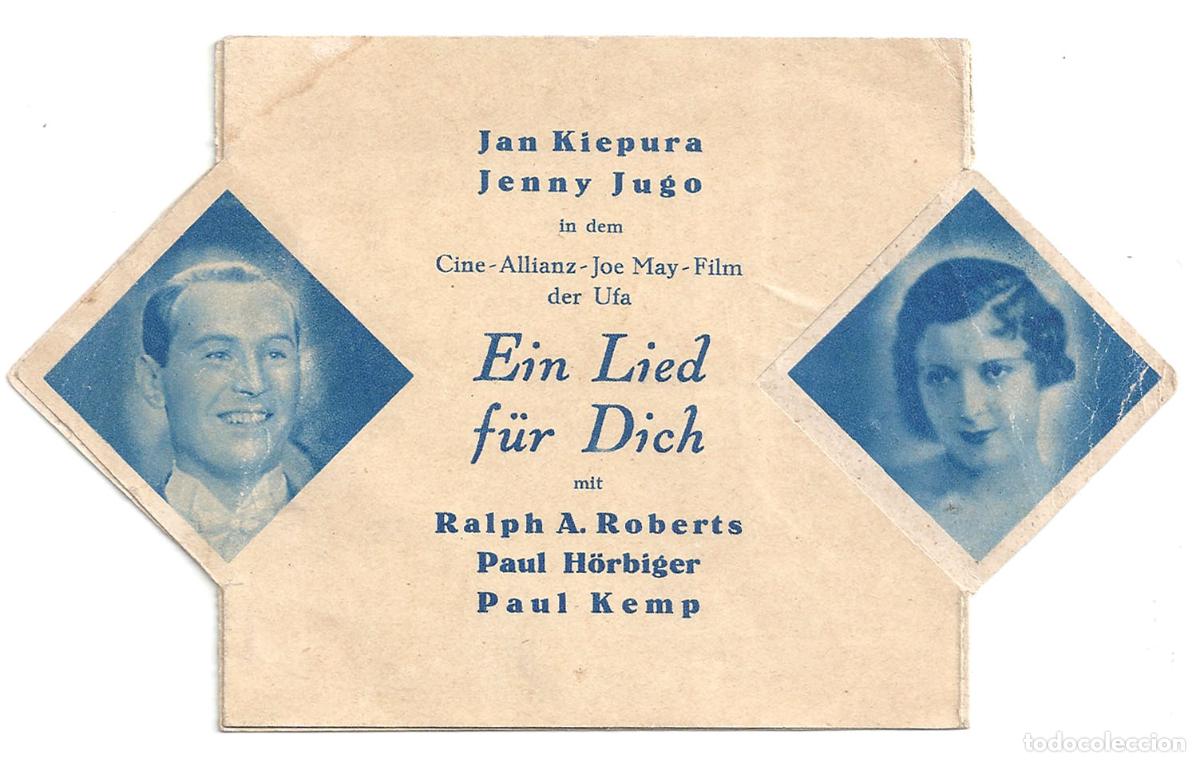 Jan Kiepura
Jenny Jugo
in dem
Cine-Allianz-Joe May-Film
der Ufa
Ein Lied
für Dich
mit
Ralph A. Roberts
Paul Hörbiger
Paul Kemp
todocoleccion